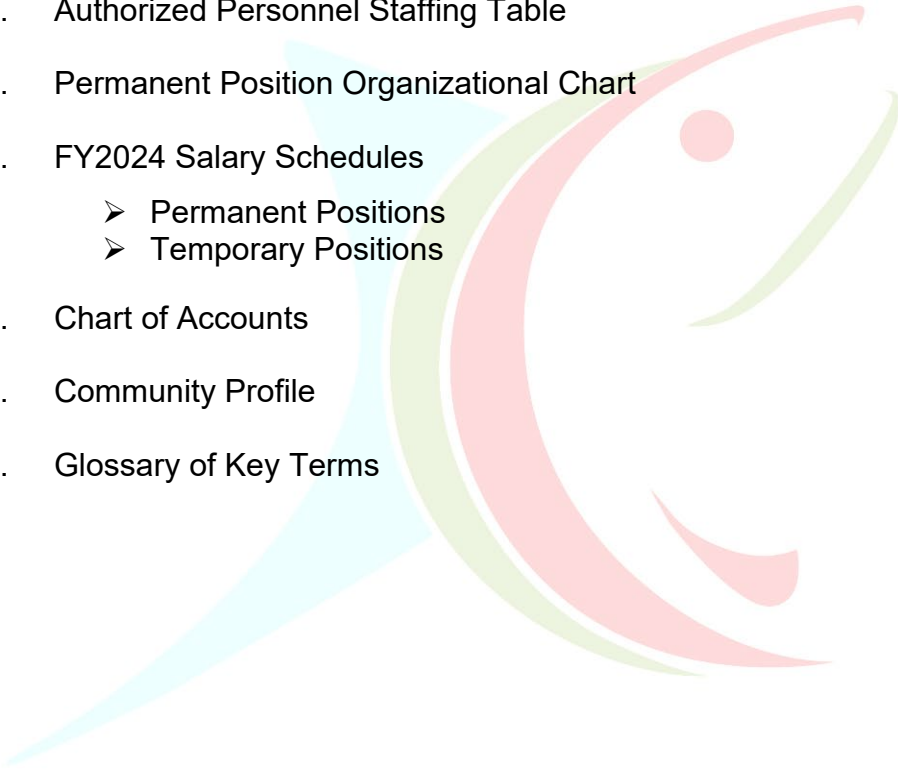 . Authorized Personnel Staffing Table
. Permanent Position Organizational Chart
. FY2024 Salary Schedules
➢ Permanent Positions
➢ Temporary Positions
. Chart of Accounts
. Community Profile
. Glossary of Key Terms